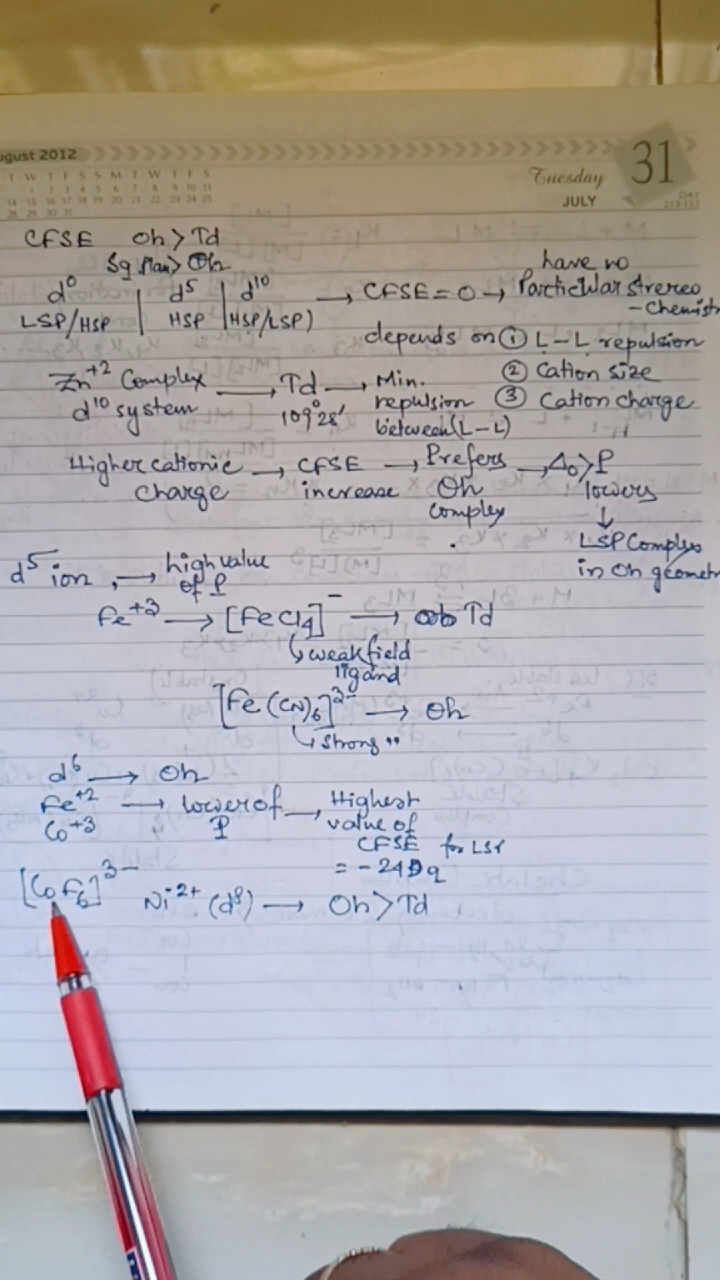 ugust 2012
T W T F S S M T W T F S
Tuesday
31
JULY
CFSE Oh > Td
Sq plan > Oh
d⁰ | d⁵ | d¹⁰ → CFSE = 0 → have no Particular stereo
LSP/HSP | HSP | HSP/LSP) -Chemist
depends on ① L-L repulsion
Zn⁺² Complex → Td → Min. ② Cation size
d¹⁰ system 109°28' repulsion ③ Cation charge
between (L-L)
Higher cationic → CFSE → Prefers → Δ₀>P
charge increase Oh lowers
complex ↓
LSP Complex
in Oh geomet
d⁵ ion, → high value
of P
Fe⁺³ → [FeCl₄]⁻ → Td
↳ weak field
ligand
[Fe(CN)₆]³⁻ → Oh
↳ strong "
d⁶ → Oh
Fe⁺² → lower of → Highest
Co⁺³ P value of
CFSE for LSP
= -24Dq
[CoF₆]³⁻ Ni²⁺ (d⁸) → Oh > Td